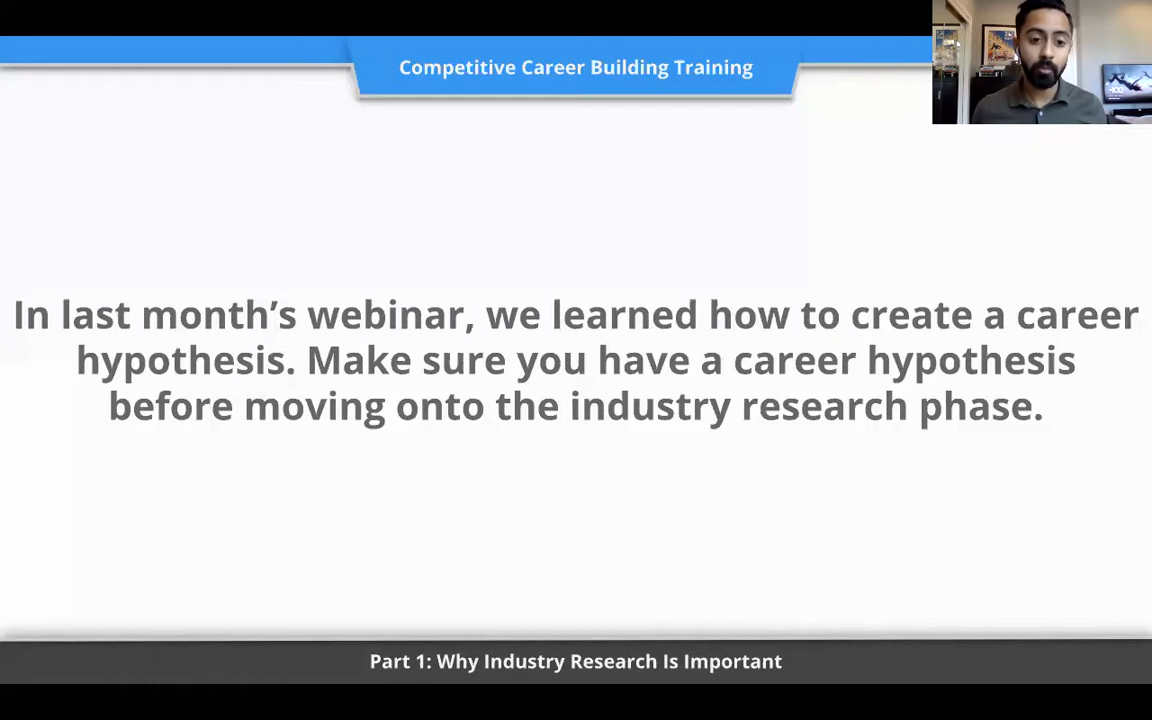 Competitive Career Building Training
In last month’s webinar, we learned how to create a career
hypothesis. Make sure you have a career hypothesis
before moving onto the industry research phase.
Part 1: Why Industry Research Is Important